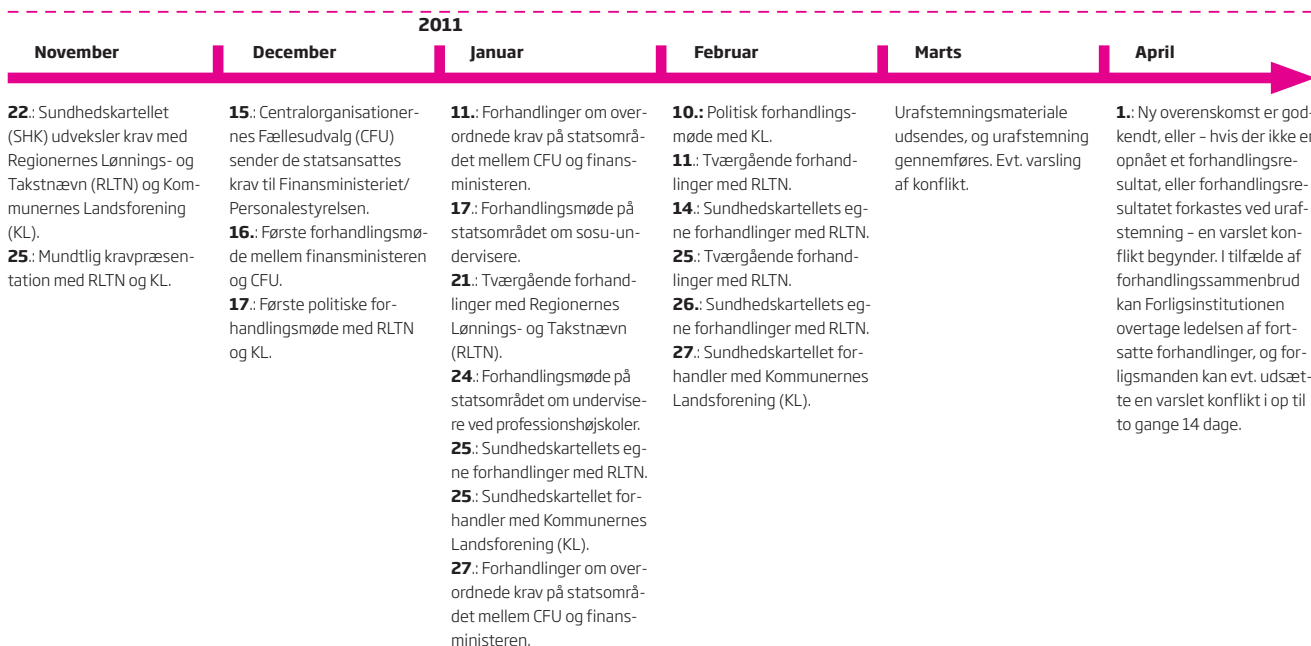 2011
November
22.: Sundhedskartellet
(SHK) udveksler krav med
Regionernes Lønnings- og
Takstnævn (RLTN) og Kom-
munernes Landsforening
(KL).
25.: Mundtlig kravpræsen-
tation med RLTN og KL.
December
15.: Centralorganisationer-
nes Fællesudvalg (CFU)
sender de statsansattes
krav til Finansministeriet/
Personalestyrelsen.
16.: Første forhandlingsmø-
de mellem finansministeren
og CFU.
17.: Første politiske for-
handlingsmøde med RLTN
og KL.
Januar
11.: Forhandlinger om over-
ordnede krav på statsområ-
det mellem CFU og finans-
ministeren.
17.: Forhandlingsmøde på
statsområdet om sosu-un-
dervisere.
21.: Tværgående forhand-
linger med Regionernes
Lønnings- og Takstnævn
(RLTN).
24.: Forhandlingsmøde på
statsområdet om undervise-
re ved professionshøjskoler.
25.: Sundhedskartellets eg-
ne forhandlinger med RLTN.
25.: Sundhedskartellet for-
handler med Kommunernes
Landsforening (KL).
27.: Forhandlinger om over-
ordnede krav på statsområ-
det mellem CFU og finans-
ministeren.
Februar
10.: Politisk forhandlings-
møde med KL.
11.: Tværgående forhand-
linger med RLTN.
14.: Sundhedskartellets eg-
ne forhandlinger med RLTN.
25.: Tværgående forhand-
linger med RLTN.
26.: Sundhedskartellets eg-
ne forhandlinger med RLTN.
27.: Sundhedskartellet for-
handler med Kommunernes
Landsforening (KL).
Marts
Urafstemningsmateriale
udsendes, og urafstemning
gennemføres. Evt. varsling
af konflikt.
April
1.: Ny overenskomst er god-
kendt, eller – hvis der ikke er
opnået et forhandlingsre-
sultat, eller forhandlingsre-
sultatet forkastes ved uraf-
stemning – en varslet kon-
flikt begynder. I tilfælde af
forhandlingssammenbrud
kan Forligsinstitutionen
overtage ledelsen af fort-
satte forhandlinger, og for-
ligsmanden kan evt. udsæt-
te en varslet konflikt i op til
to gange 14 dage.